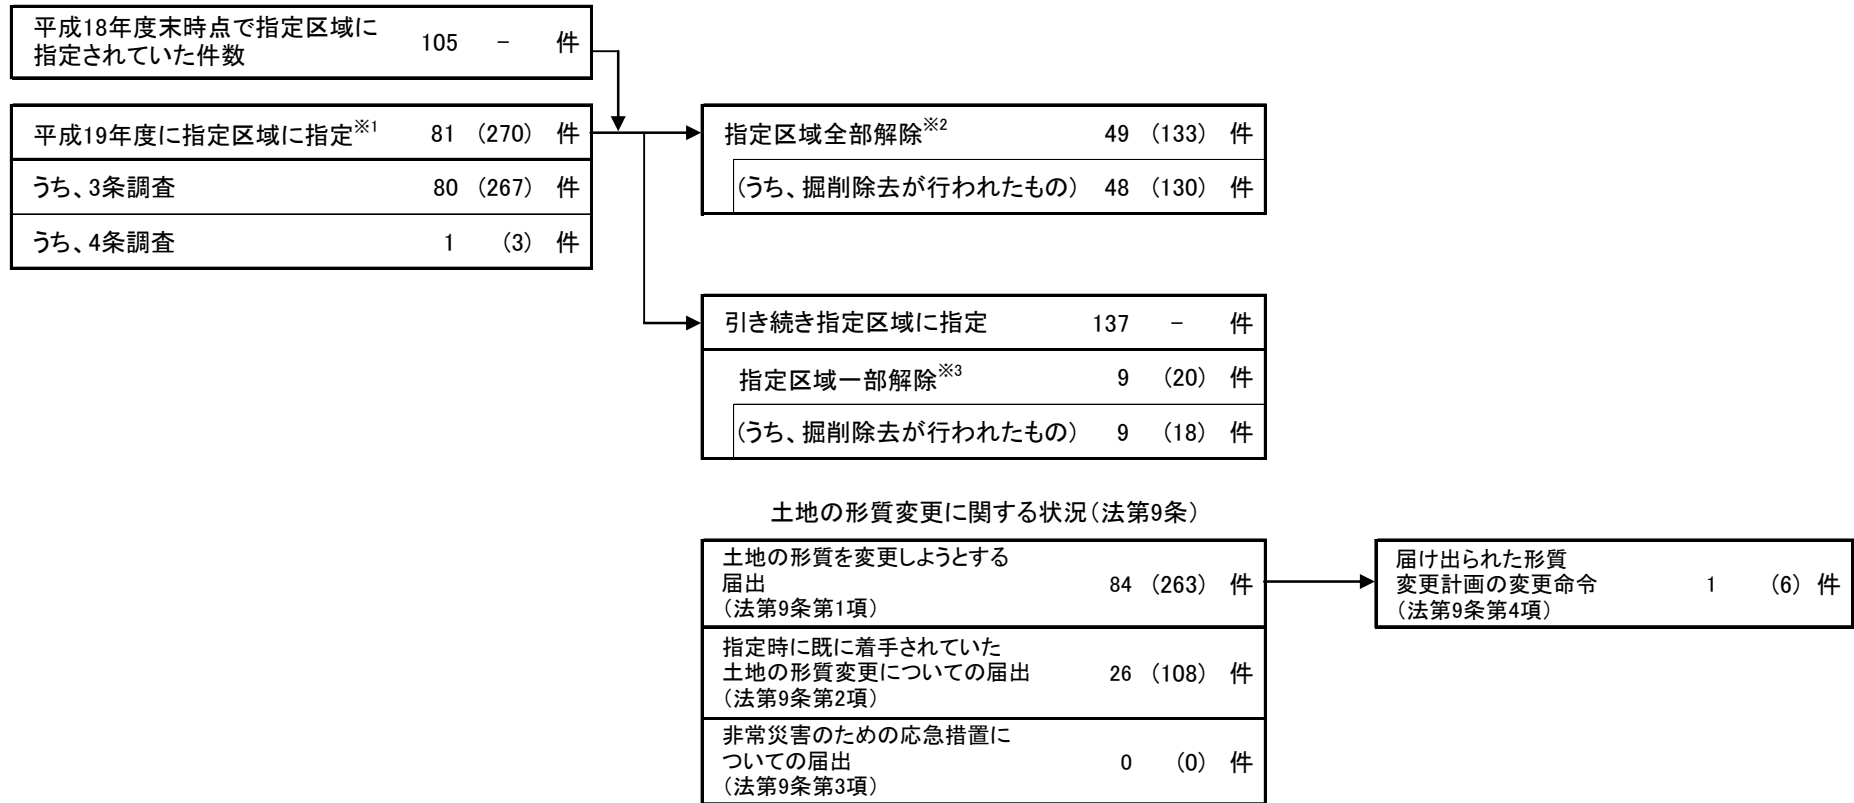 平成18年度末時点で指定区域に
指定されていた件数 105 - 件
平成19年度に指定区域に指定※1 81 (270) 件
うち、3条調査 80 (267) 件
うち、4条調査 1 (3) 件
指定区域全部解除※2 49 (133) 件
(うち、掘削除去が行われたもの) 48 (130) 件
引き続き指定区域に指定 137 - 件
指定区域一部解除※3 9 (20) 件
(うち、掘削除去が行われたもの) 9 (18) 件
土地の形質変更に関する状況(法第9条)
土地の形質を変更しようとする
届出 84 (263) 件
(法第9条第1項)
届け出られた形質
変更計画の変更命令 1 (6) 件
(法第9条第4項)
指定時に既に着手されていた
土地の形質変更についての届出 26 (108) 件
(法第9条第2項)
非常災害のための応急措置に
ついての届出 0 (0) 件
(法第9条第3項)